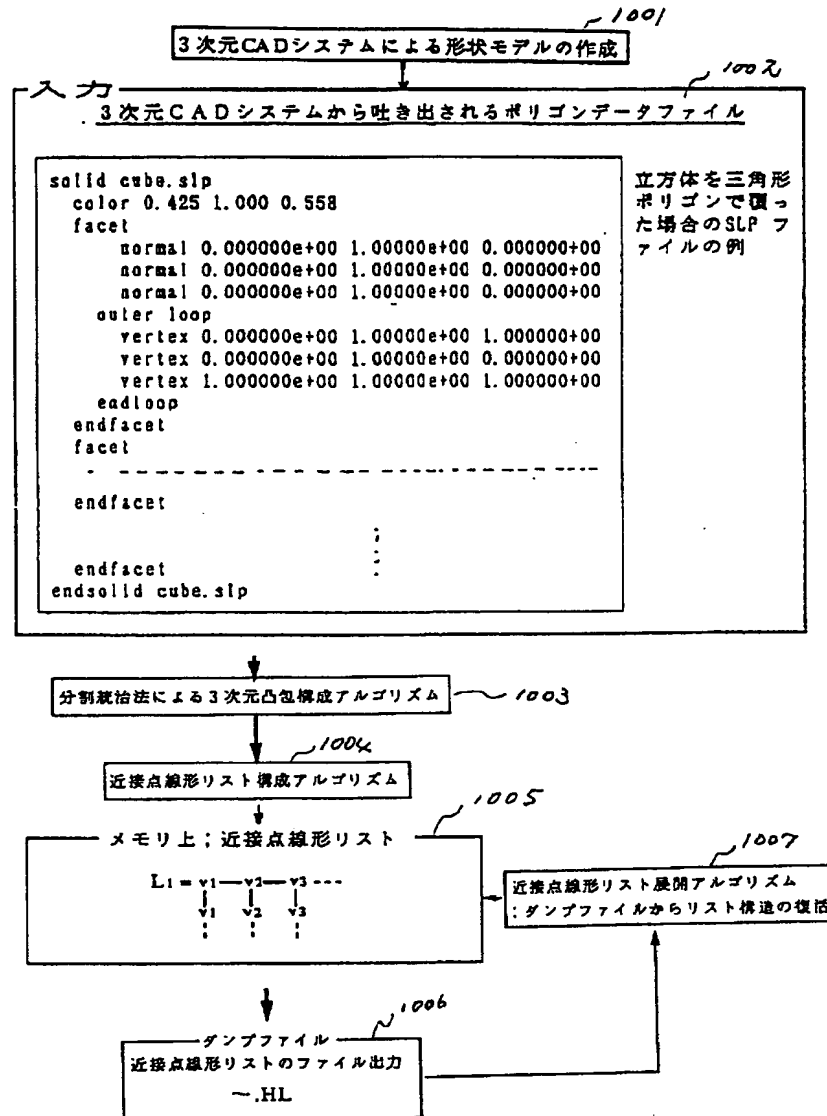 1001
3次元CADシステムによる形状モデルの作成
1002
入力
3次元CADシステムから吐き出されるポリゴンデータファイル
solid cube.slp
color 0.425 1.000 0.558
facet
normal 0.000000e+00 1.00000e+00 0.000000+00
normal 0.000000e+00 1.00000e+00 0.000000+00
normal 0.000000e+00 1.00000e+00 0.000000+00
outer loop
vertex 0.000000e+00 1.00000e+00 1.000000+00
vertex 0.000000e+00 1.00000e+00 0.000000+00
vertex 1.000000e+00 1.00000e+00 1.000000+00
endloop
endfacet
facet
endfacet
endfacet
endsolid cube.slp
立方体を三角形
ポリゴンで覆っ
た場合のSLP フ
ァイルの例
分割統治法による3次元凸包構成アルゴリズム
1003
1004
近接点線形リスト構成アルゴリズム
1005
メモリ上;近接点線形リスト
L1 = v1—v2—v3 ---
v1 v2 v3
1007
近接点線形リスト展開アルゴリズム
:ダンプファイルからリスト構造の復活
1006
ダンプファイル
近接点線形リストのファイル出力
〜.HL